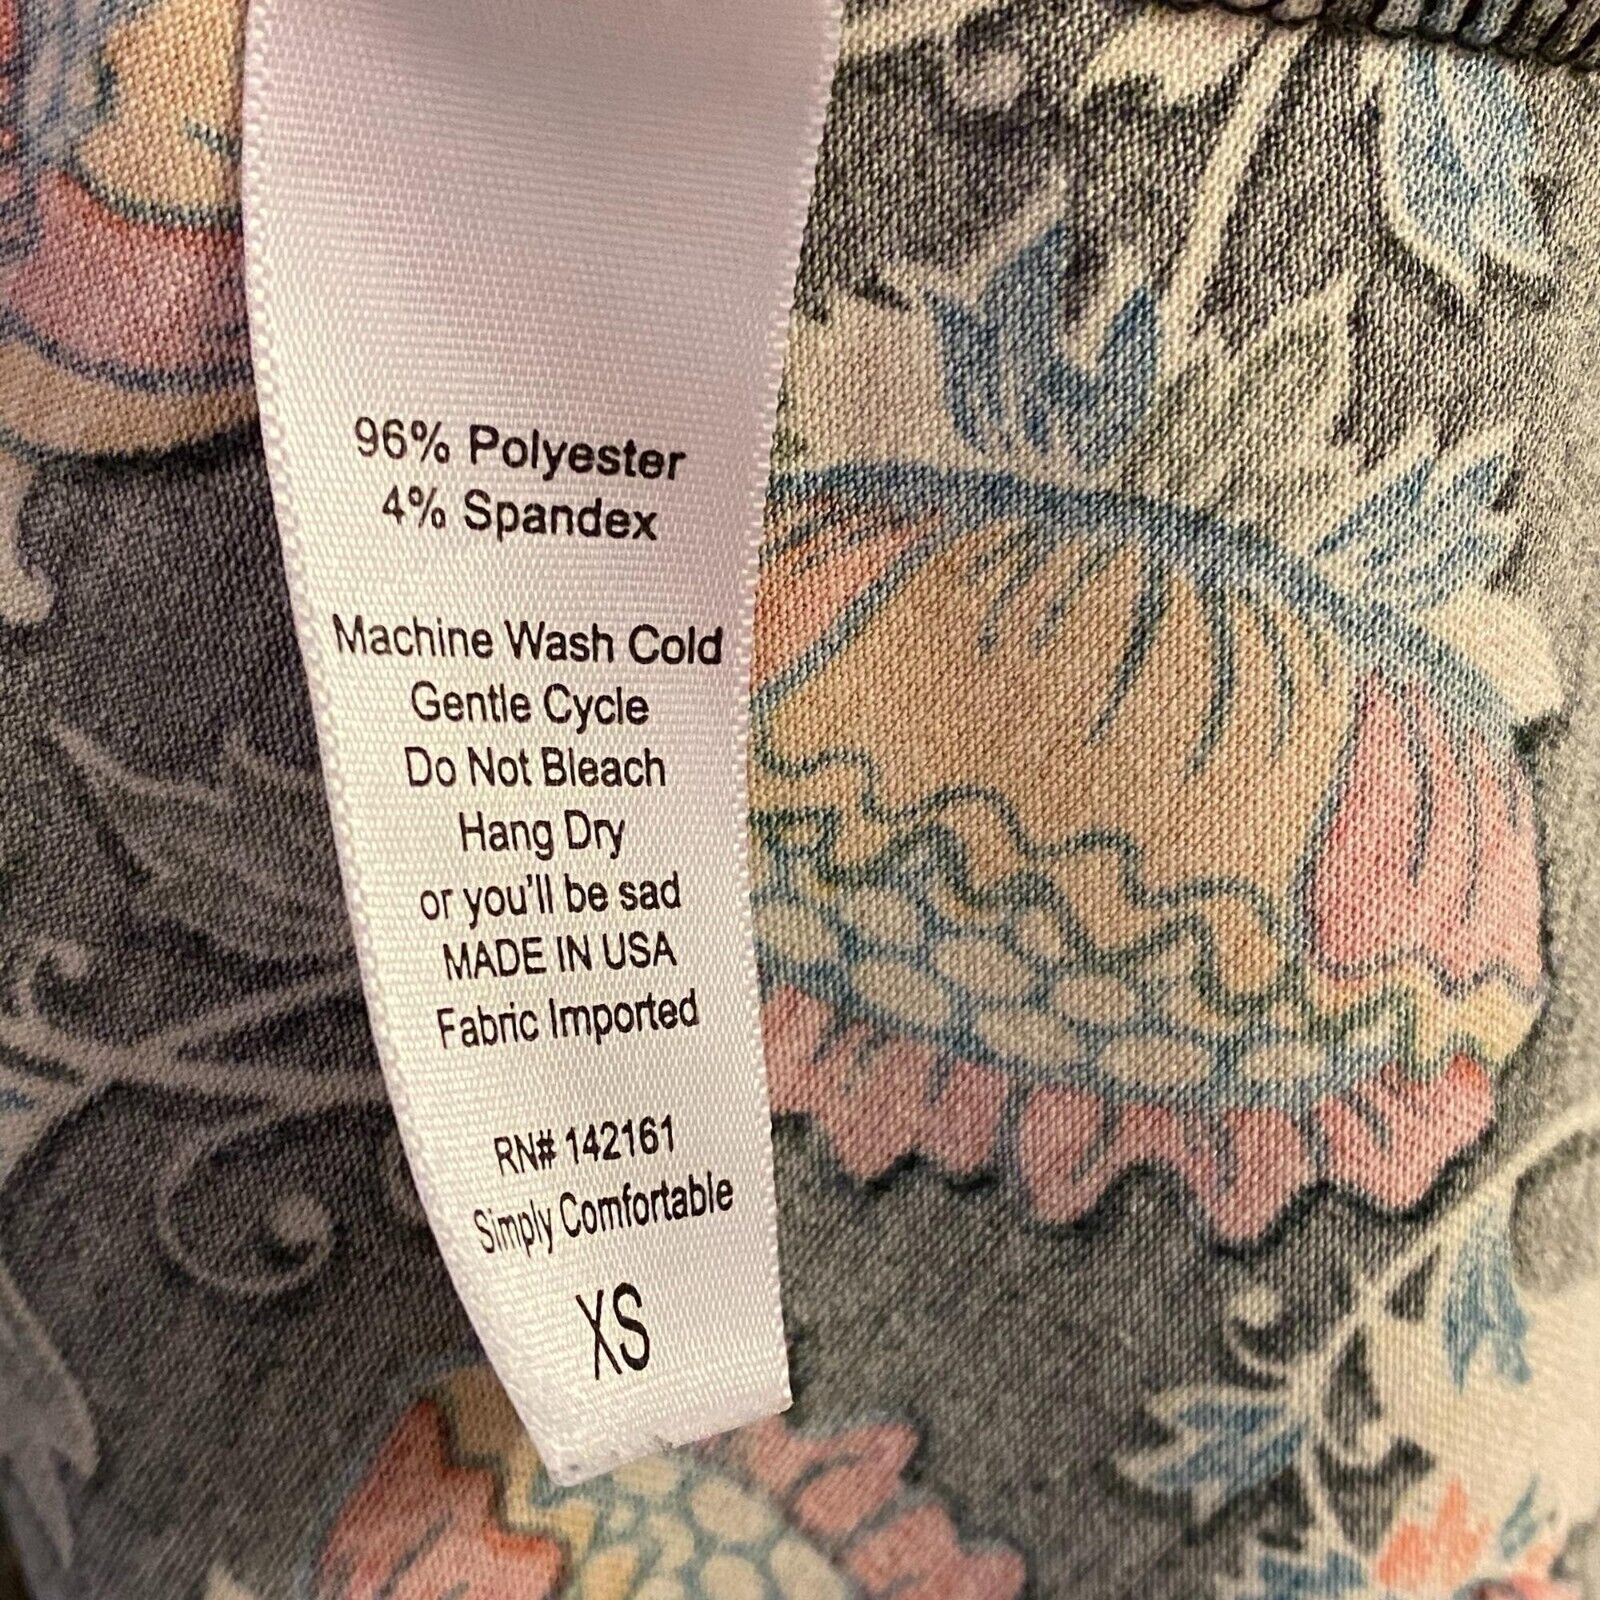 96% Polyester
4% Spandex
Machine Wash Cold
Gentle Cycle
Do Not Bleach
Hang Dry
or you'll be sad
MADE IN USA
Fabric Imported
RN# 142161
Simply Comfortable
XS